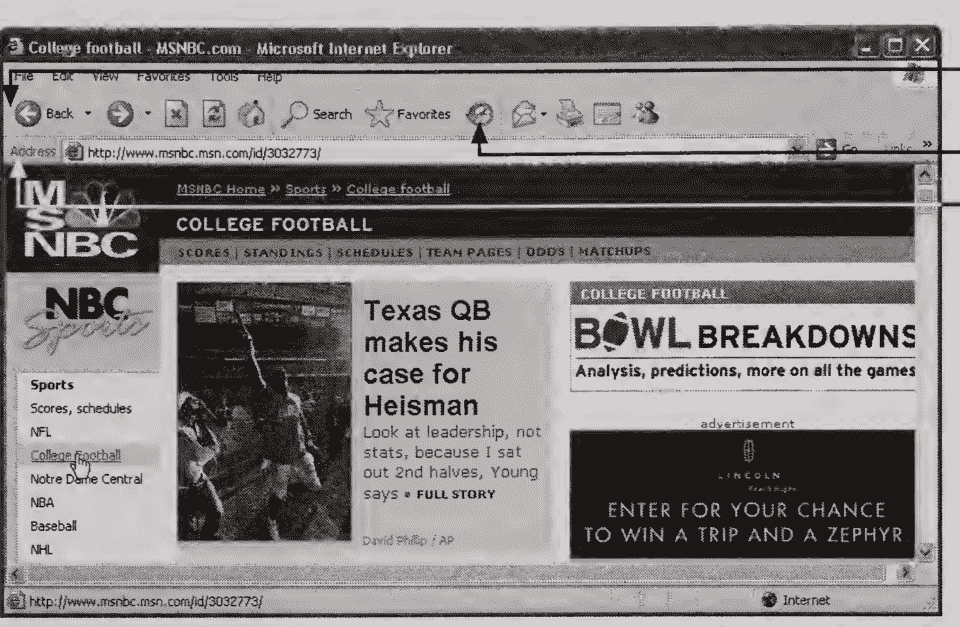 College football - MSNBC.com - Microsoft Internet Explorer
File Edit View Favorites Tools Help
Back Search Favorites
Address http://www.msnbc.msn.com/id/3032773/ Go Links »
MSNBC
MSNBC Home » Sports » College football
COLLEGE FOOTBALL
SCORES | STANDINGS | SCHEDULES | TEAM PAGES | ODDS | MATCHUPS
NBC
Sports
Sports
Scores, schedules
NFL
College Football
Notre Dame Central
NBA
Baseball
NHL
Texas QB
makes his
case for
Heisman
Look at leadership, not
stats, because I sat
out 2nd halves, Young
says • FULL STORY
David Phillip / AP
COLLEGE FOOTBALL
BOWL BREAKDOWNS
Analysis, predictions, more on all the games
advertisement
LINCOLN
ENTER FOR YOUR CHANCE
TO WIN A TRIP AND A ZEPHYR
http://www.msnbc.msn.com/id/3032773/ Internet